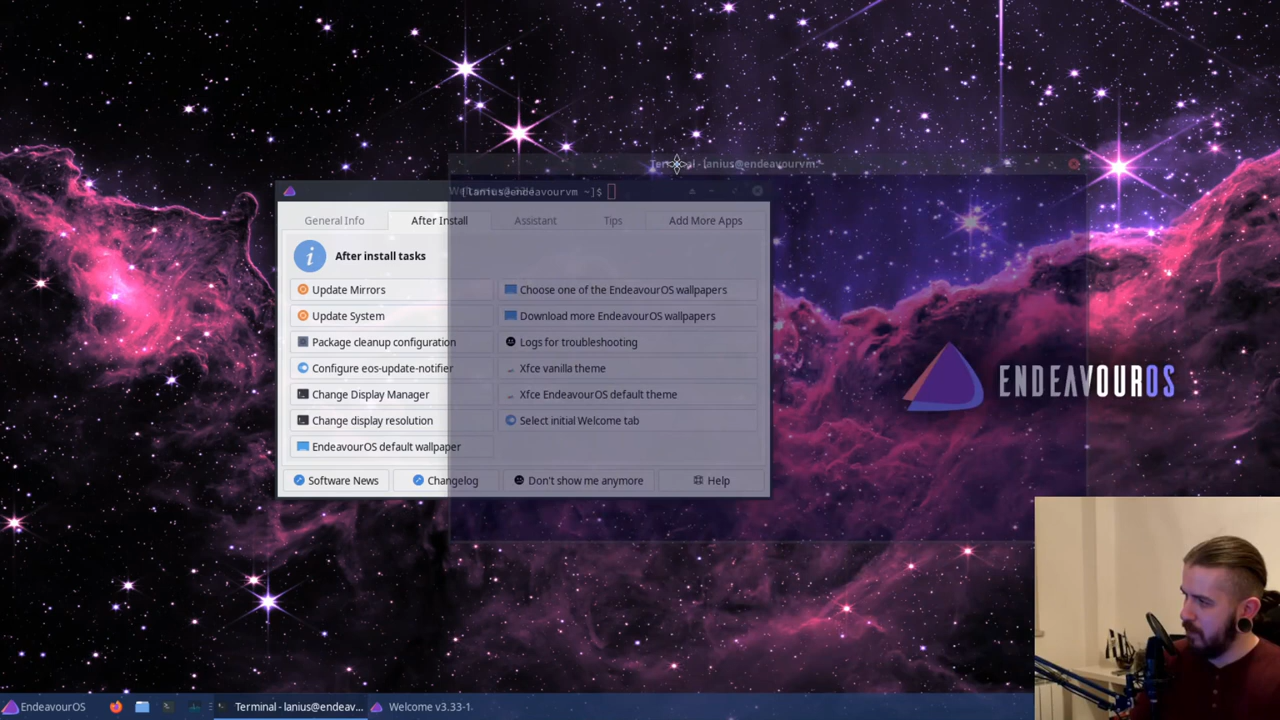 Terminal - lanius@endeavourvm:~
[lanius@endeavourvm ~]$
General Info
After Install
Assistant
Tips
Add More Apps
After install tasks
Update Mirrors
Choose one of the EndeavourOS wallpapers
Update System
Download more EndeavourOS wallpapers
Package cleanup configuration
Logs for troubleshooting
Configure eos-update-notifier
Xfce vanilla theme
Change Display Manager
Xfce EndeavourOS default theme
Change display resolution
Select initial Welcome tab
EndeavourOS default wallpaper
Software News
Changelog
Don't show me anymore
Help
ENDEAVOUROS
EndeavourOS
Terminal - lanius@endeav...
Welcome v3.33-1